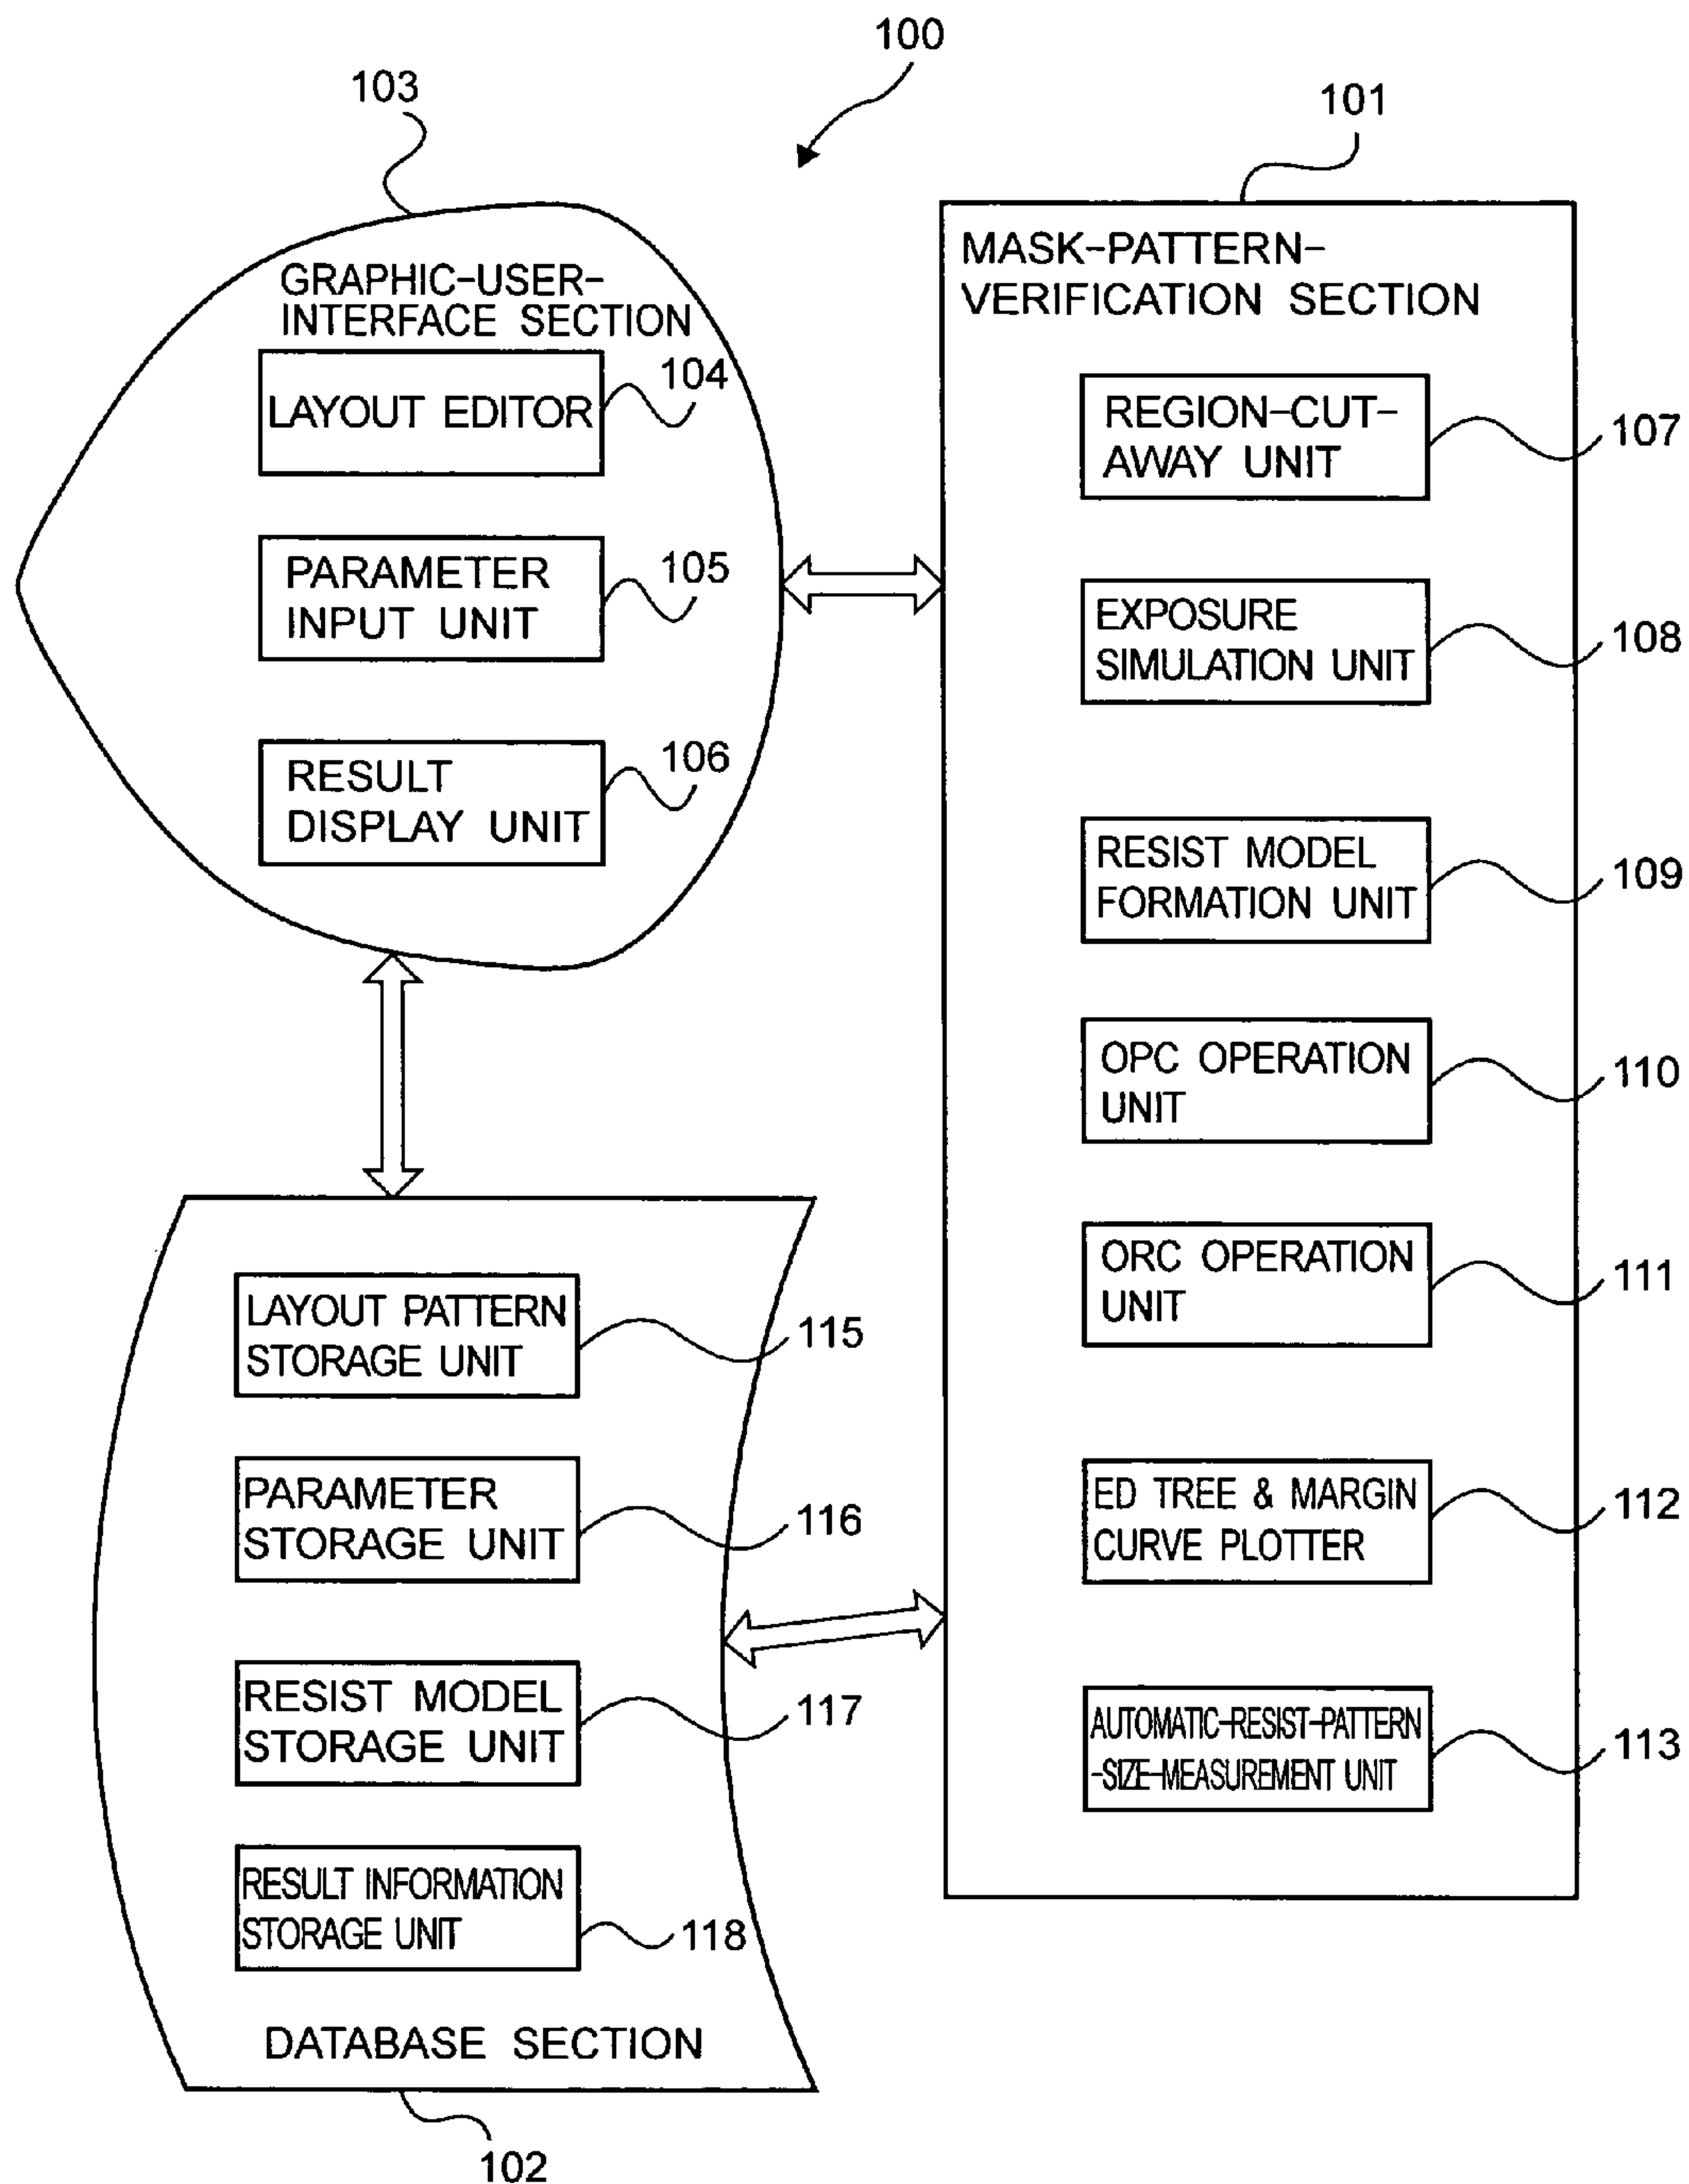 100
103
101
GRAPHIC-USER-
INTERFACE SECTION
LAYOUT EDITOR
104
PARAMETER
INPUT UNIT
105
RESULT
DISPLAY UNIT
106
MASK-PATTERN-
VERIFICATION SECTION
REGION-CUT-
AWAY UNIT
107
EXPOSURE
SIMULATION UNIT
108
RESIST MODEL
FORMATION UNIT
109
OPC OPERATION
UNIT
110
ORC OPERATION
UNIT
111
ED TREE & MARGIN
CURVE PLOTTER
112
AUTOMATIC-RESIST-PATTERN
-SIZE-MEASUREMENT UNIT
113
LAYOUT PATTERN
STORAGE UNIT
115
PARAMETER
STORAGE UNIT
116
RESIST MODEL
STORAGE UNIT
117
RESULT INFORMATION
STORAGE UNIT
118
DATABASE SECTION
102